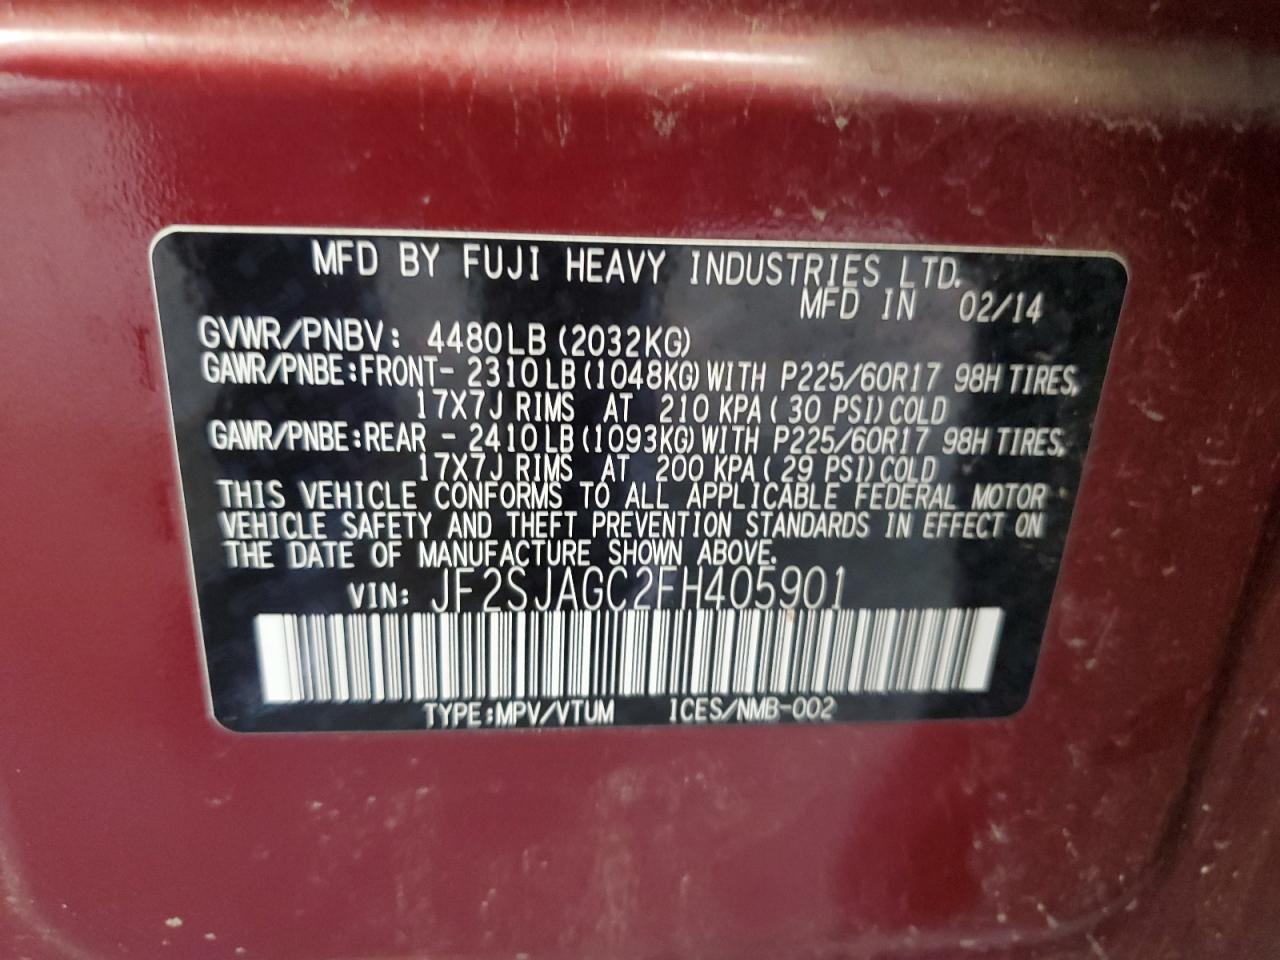 MFD BY FUJI HEAVY INDUSTRIES LTD.
MFD IN 02/14
GVWR/PNBV: 4480LB (2032KG)
GAWR/PNBE:FRONT- 2310LB(1048KG)WITH P225/60R17 98H TIRES,
17X7J RIMS AT 210 KPA( 30 PSI)COLD
GAWR/PNBE:REAR - 2410LB(1093KG)WITH P225/60R17 98H TIRES,
17X7J RIMS AT 200 KPA( 29 PSI)COLD
THIS VEHICLE CONFORMS TO ALL APPLICABLE FEDERAL MOTOR
VEHICLE SAFETY AND THEFT PREVENTION STANDARDS IN EFFECT ON
THE DATE OF MANUFACTURE SHOWN ABOVE.
VIN: JF2SJAGC2FH405901
TYPE:MPV/VTUM ICES/NMB-002